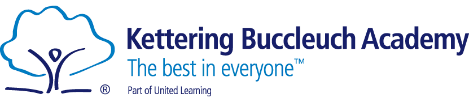 Kettering Buccleuch Academy
The best in everyone™
® Part of United Learning